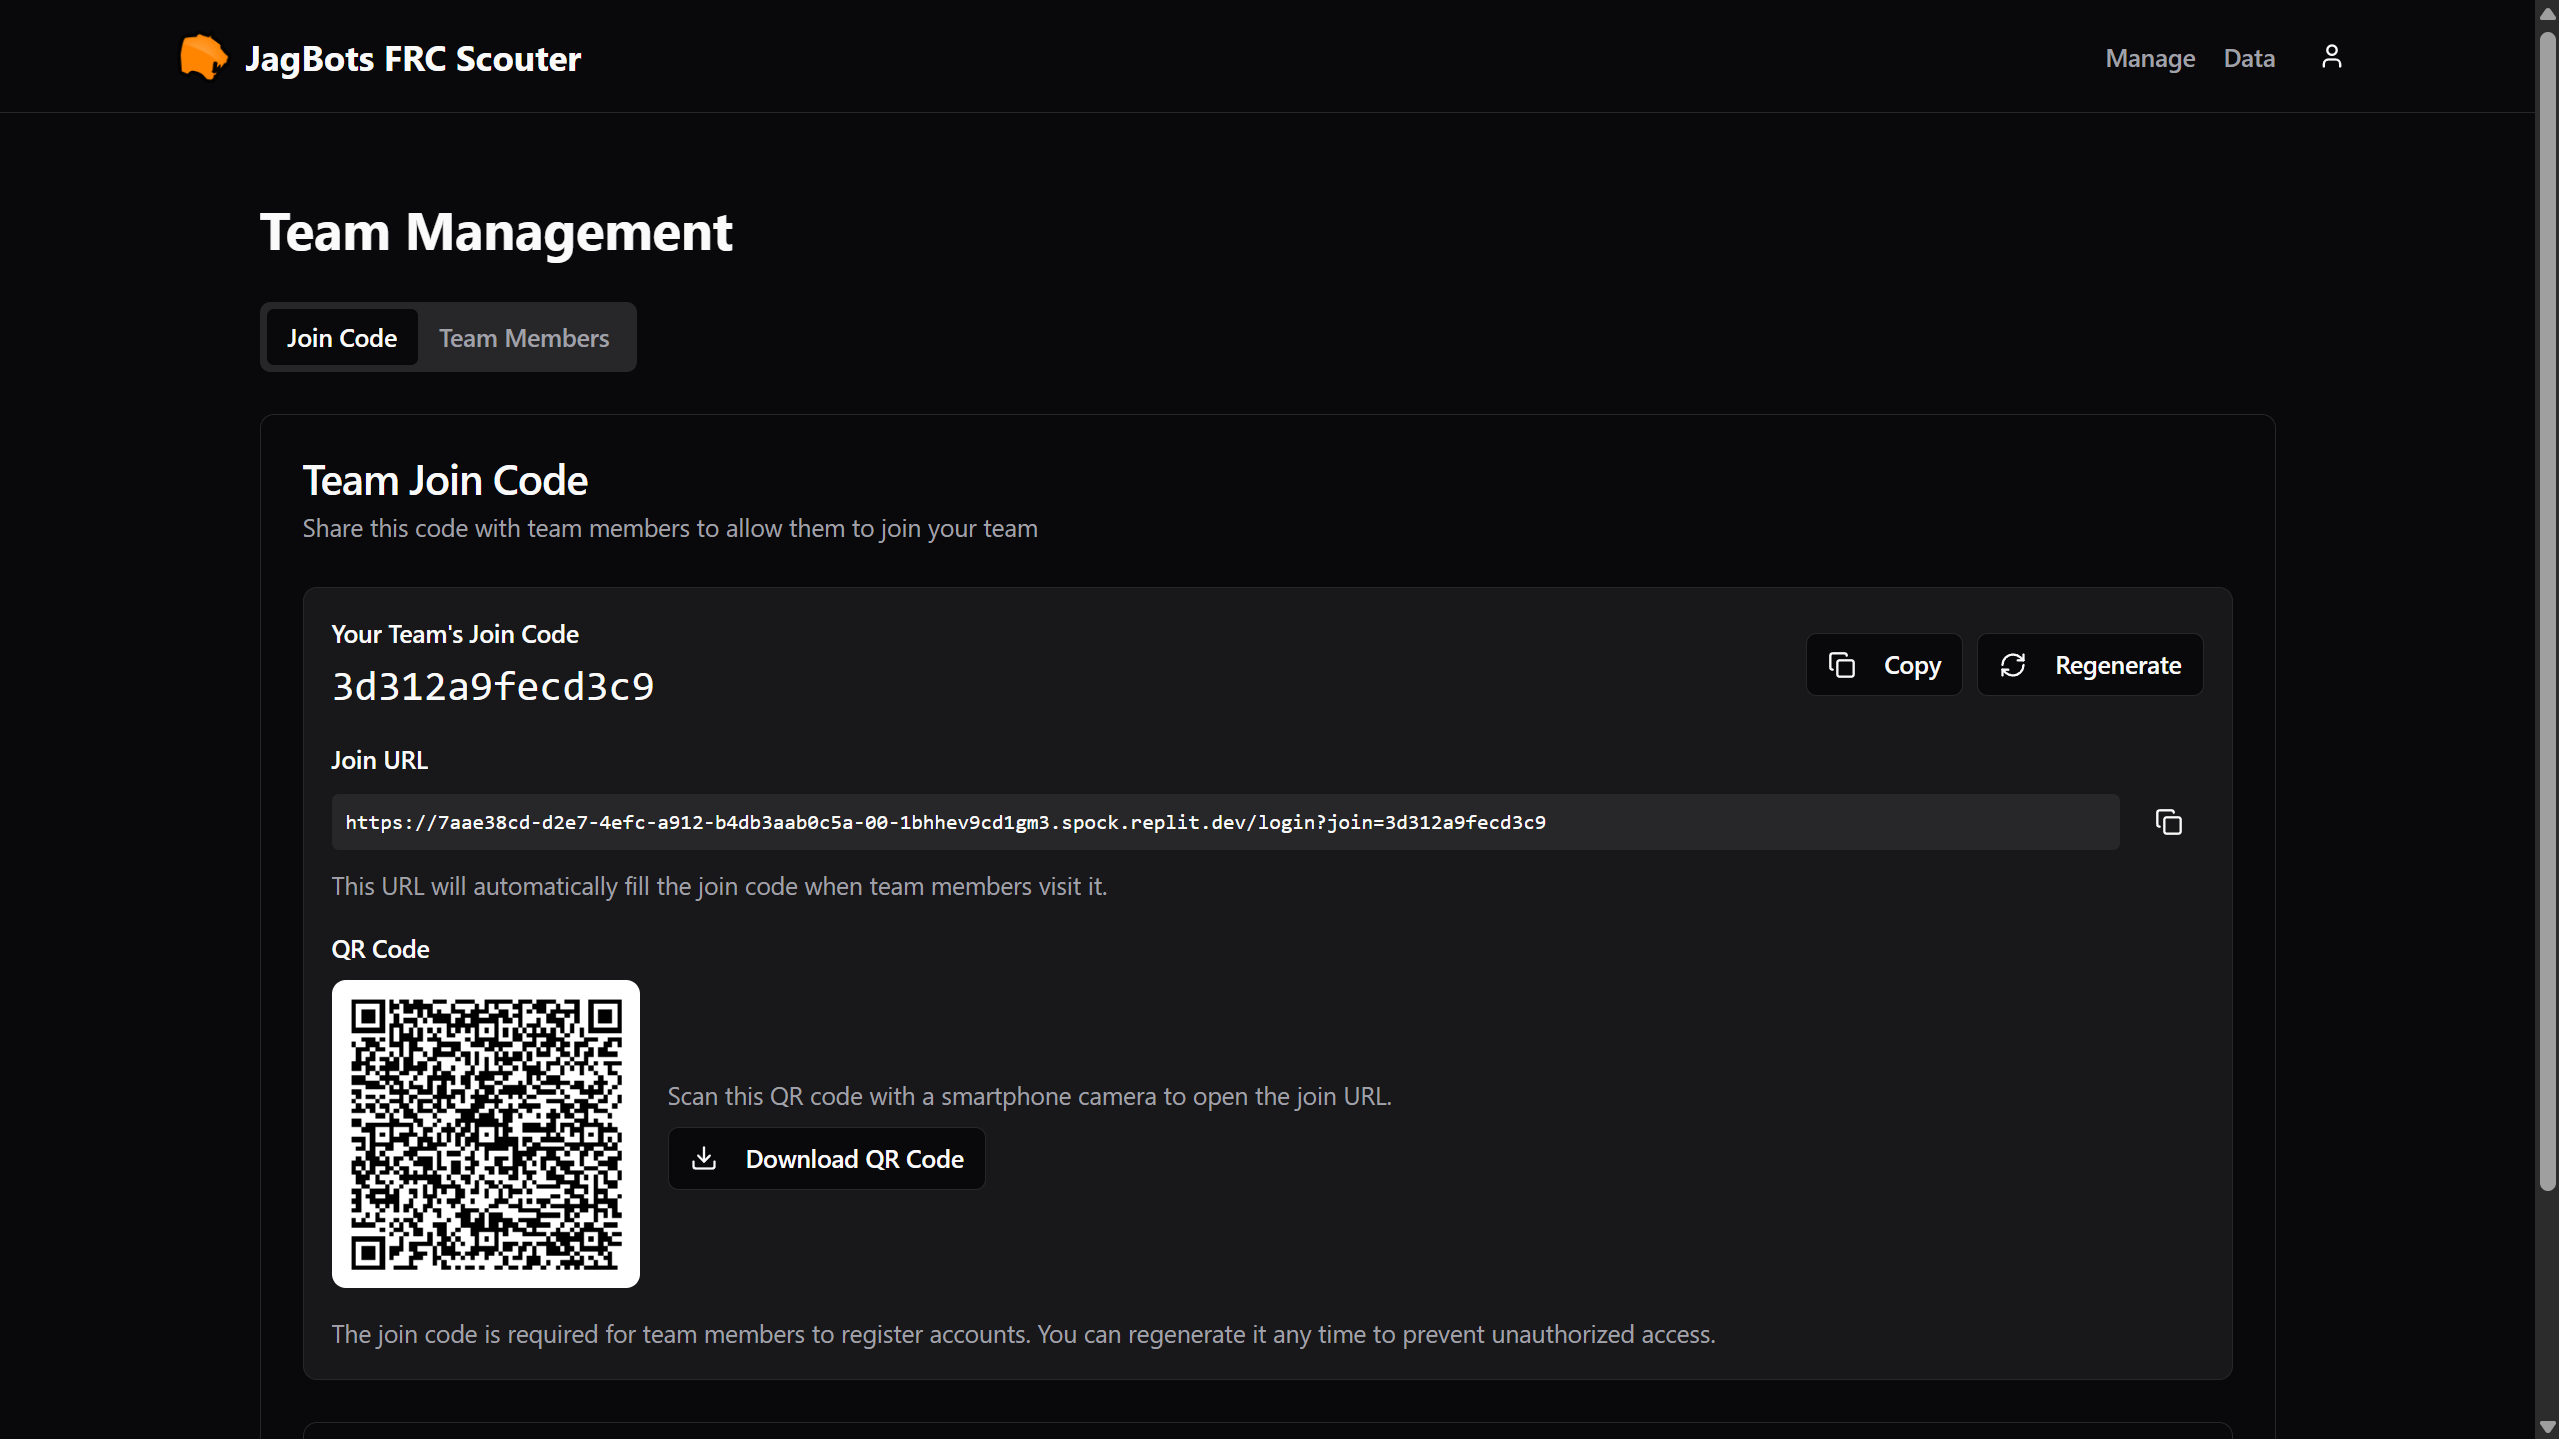 JagBots FRC Scouter
Manage Data
Team Management
Join Code Team Members
Team Join Code
Share this code with team members to allow them to join your team
Your Team's Join Code
3d312a9fecd3c9
Copy Regenerate
Join URL
https://7aae38cd-d2e7-4efc-a912-b4db3aab0c5a-00-1bhhev9cd1gm3.spock.replit.dev/login?join=3d312a9fecd3c9
This URL will automatically fill the join code when team members visit it.
QR Code
Scan this QR code with a smartphone camera to open the join URL.
Download QR Code
The join code is required for team members to register accounts. You can regenerate it any time to prevent unauthorized access.